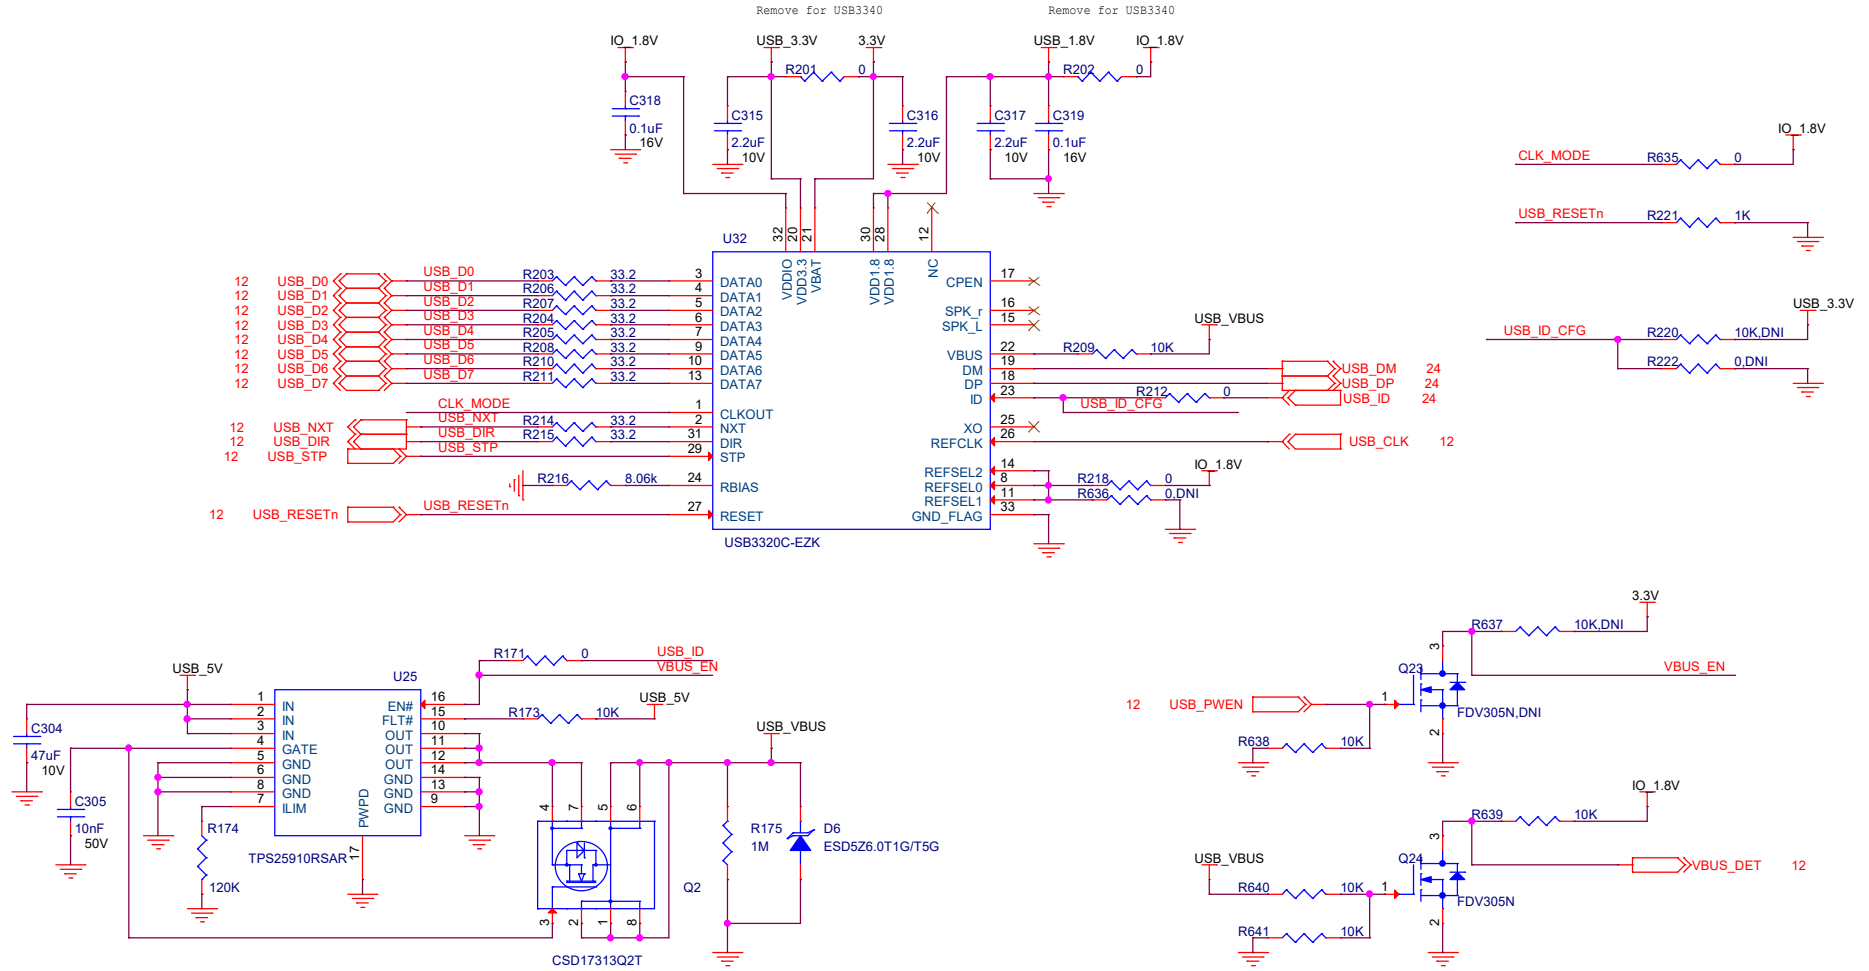 Remove for USB3340 Remove for USB3340
IO_1.8V USB_3.3V 3.3V USB_1.8V IO_1.8V
R201 0 R202 0
C318 0.1uF 16V
C315 2.2uF 10V
C316 2.2uF 10V
C317 2.2uF 10V
C319 0.1uF 16V
IO_1.8V
CLK_MODE R635 0
USB_RESETn R221 1K
U32
32 20 21 30 28 12
VDDIO VDD3.3 VBAT VDD1.8 VDD1.8 NC
12 USB_D0 USB_D0 R203 33.2 3 DATA0
12 USB_D1 USB_D1 R206 33.2 4 DATA1
12 USB_D2 USB_D2 R207 33.2 5 DATA2
12 USB_D3 USB_D3 R204 33.2 6 DATA3
12 USB_D4 USB_D4 R205 33.2 7 DATA4
12 USB_D5 USB_D5 R208 33.2 9 DATA5
12 USB_D6 USB_D6 R210 33.2 10 DATA6
12 USB_D7 USB_D7 R211 33.2 13 DATA7
CLK_MODE 1 CLKOUT
12 USB_NXT USB_NXT R214 33.2 2 NXT
12 USB_DIR USB_DIR R215 33.2 31 DIR
12 USB_STP USB_STP 29 STP
R216 8.06k 24 RBIAS
12 USB_RESETn USB_RESETn 27 RESET
CPEN 17
SPK_r 16
SPK_L 15
USB_VBUS
VBUS 22 R209 10K
DM 19 USB_DM 24
DP 18 USB_DP 24
ID 23 R212 0 USB_ID 24
USB_ID_CFG
XO 25
REFCLK 26 USB_CLK 12
IO_1.8V
REFSEL2 14
REFSEL0 8 R218 0
REFSEL1 11 R636 0,DNI
GND_FLAG 33
USB3320C-EZK
USB_3.3V
USB_ID_CFG R220 10K,DNI
R222 0,DNI
R171 0 USB_ID
VBUS_EN
USB_5V
U25
USB_5V
1 IN EN# 16
2 IN FLT# 15 R173 10K
3 IN OUT 10
4 GATE OUT 11
5 GND OUT 12
6 GND GND 14
8 GND GND 13
7 ILIM GND 9
PWPD
17
C304
47uF
10V
C305
10nF
50V
R174
120K
TPS25910RSAR
USB_VBUS
4 7 5 6
3 2 1 8
Q2
CSD17313Q2T
R175
1M
D6
ESD5Z6.0T1G/T5G
3.3V
R637 10K,DNI
3
Q23
VBUS_EN
12 USB_PWEN 1
FDV305N,DNI
2
R638 10K
IO_1.8V
R639 10K
3
USB_VBUS
Q24
VBUS_DET 12
R640 10K 1
FDV305N
2
R641 10K